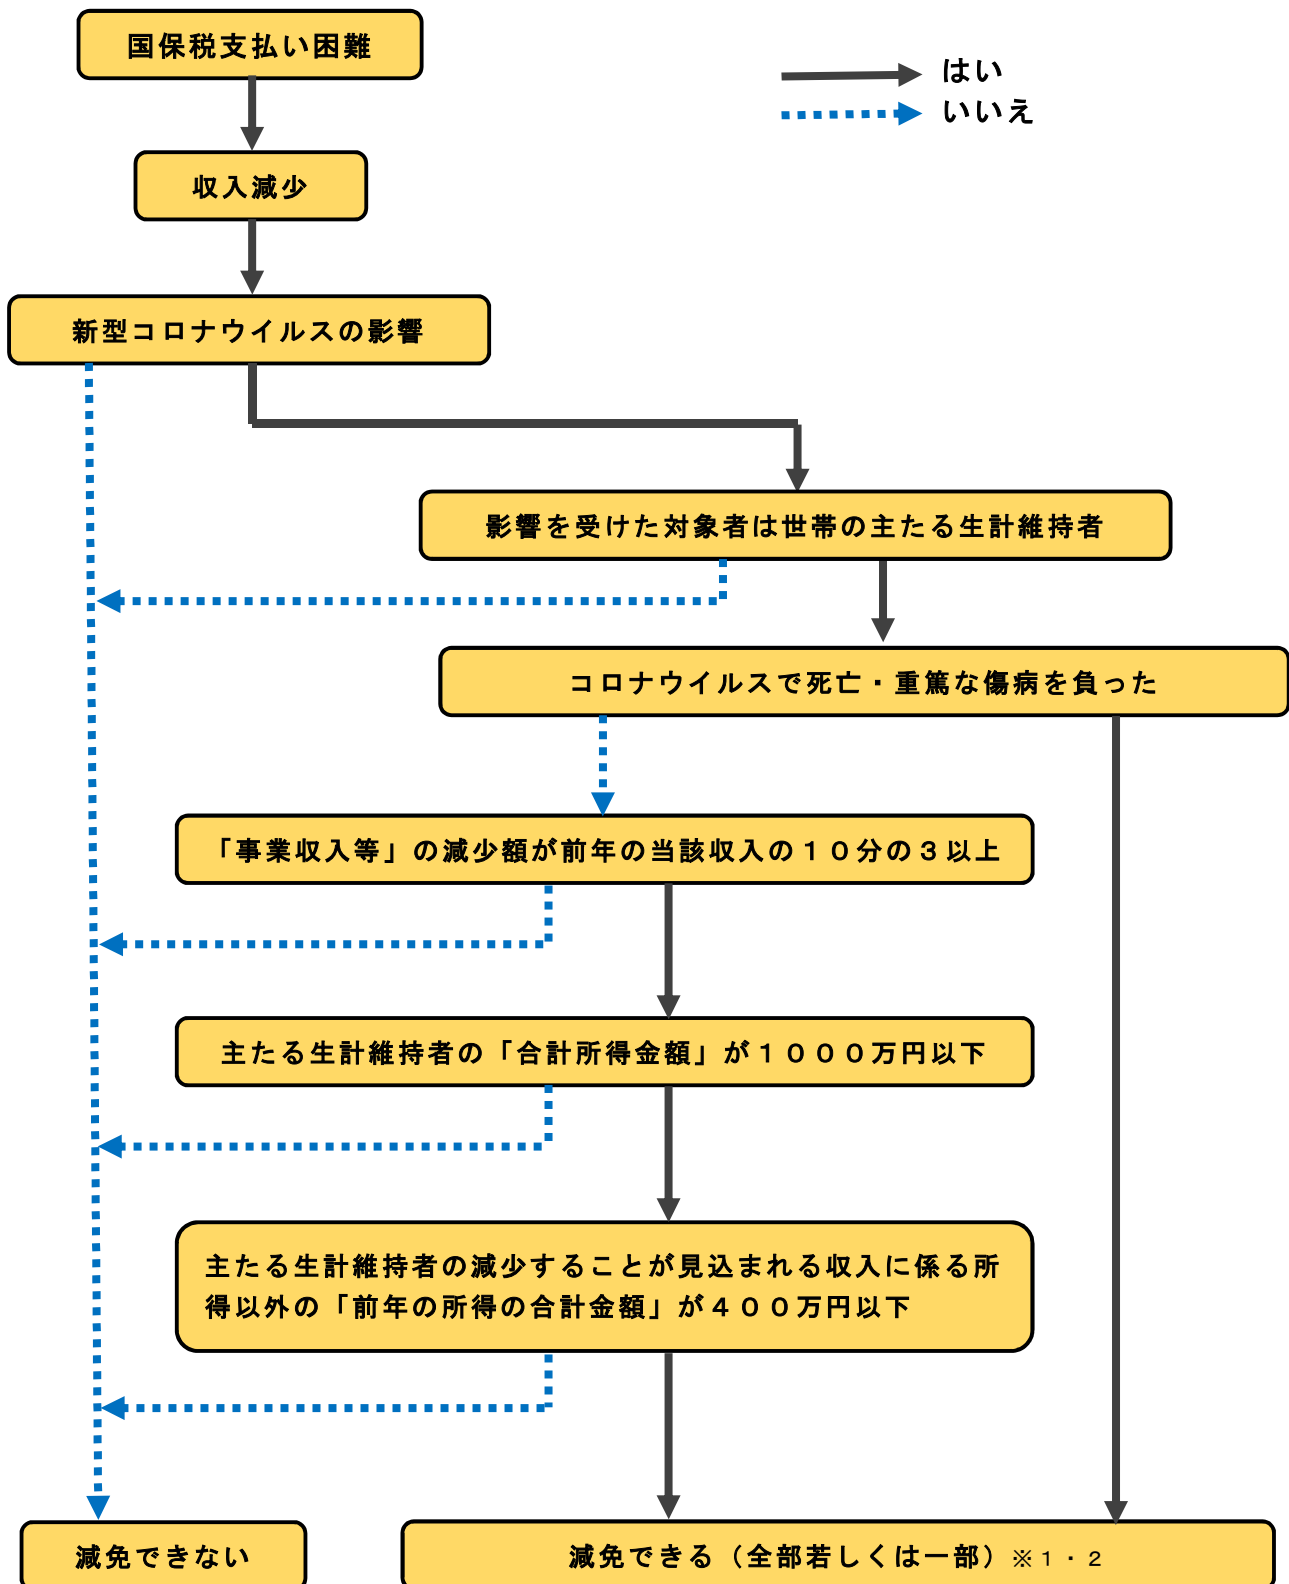 国保税支払い困難
はい
いいえ
収入減少
新型コロナウイルスの影響
影響を受けた対象者は世帯の主たる生計維持者
コロナウイルスで死亡・重篤な傷病を負った
「事業収入等」の減少額が前年の当該収入の１０分の３以上
主たる生計維持者の「合計所得金額」が１０００万円以下
主たる生計維持者の減少することが見込まれる収入に係る所
得以外の「前年の所得の合計金額」が４００万円以下
減免できない
減免できる（全部若しくは一部）※１・２